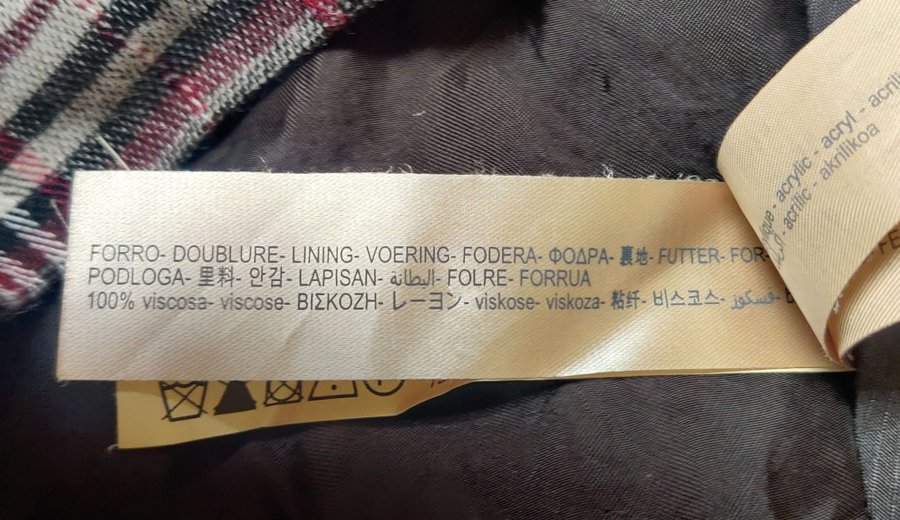 FORRO- DOUBLURE- LINING- VOERING- FODERA- ΦΟΔΡΑ- 裏地- FUTTER- FOR-
PODLOGA- 里料- 안감- LAPISAN- البطانة- FOLRE- FORRUA
100% viscosa- viscose- ΒΙΣΚΟΖΗ- レーヨン- viskose- viskoza- 粘纤- 비스코스- فسكوز-
- acrylic - acryl - acrili
- acrilic - akrilikoa